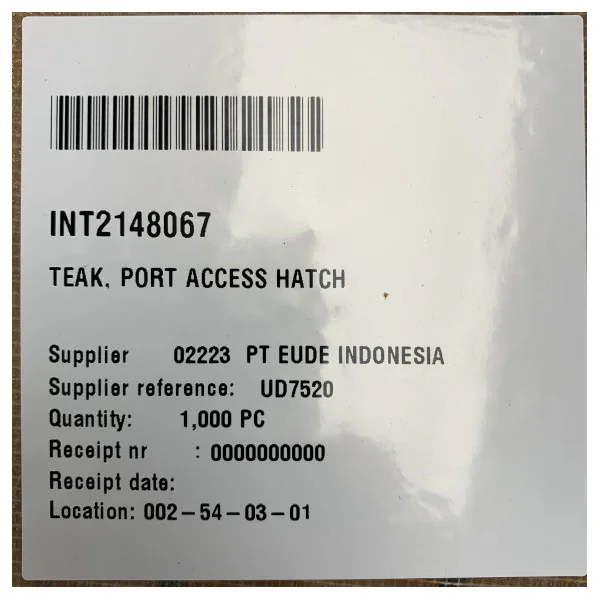 INT2148067
TEAK, PORT ACCESS HATCH
Supplier 02223 PT EUDE INDONESIA
Supplier reference: UD7520
Quantity: 1,000 PC
Receipt nr : 0000000000
Receipt date:
Location: 002-54-03-01